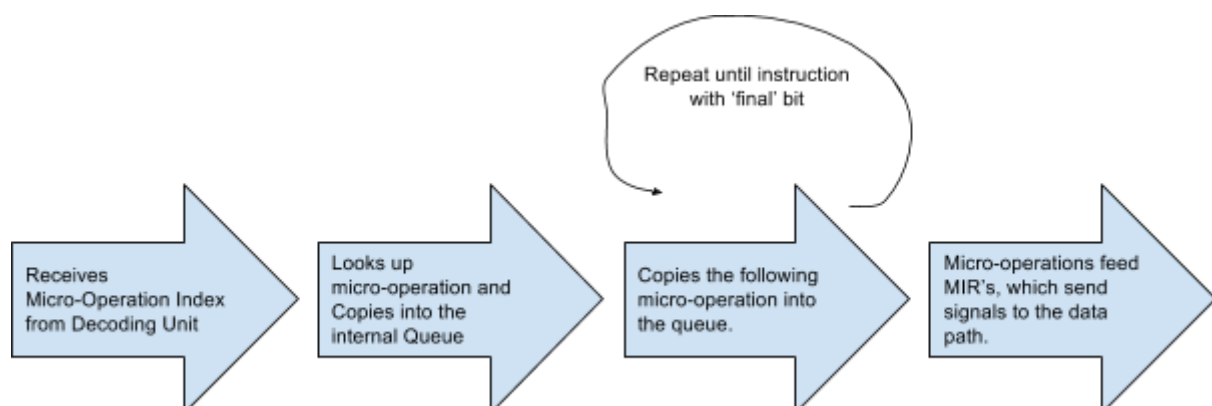 Repeat until instruction
with ‘final’ bit
Receives
Micro-Operation Index
from Decoding Unit
Looks up
micro-operation and
Copies into the
internal Queue
Copies the following
micro-operation into
the queue.
Micro-operations feed
MIR's, which send
signals to the data
path.